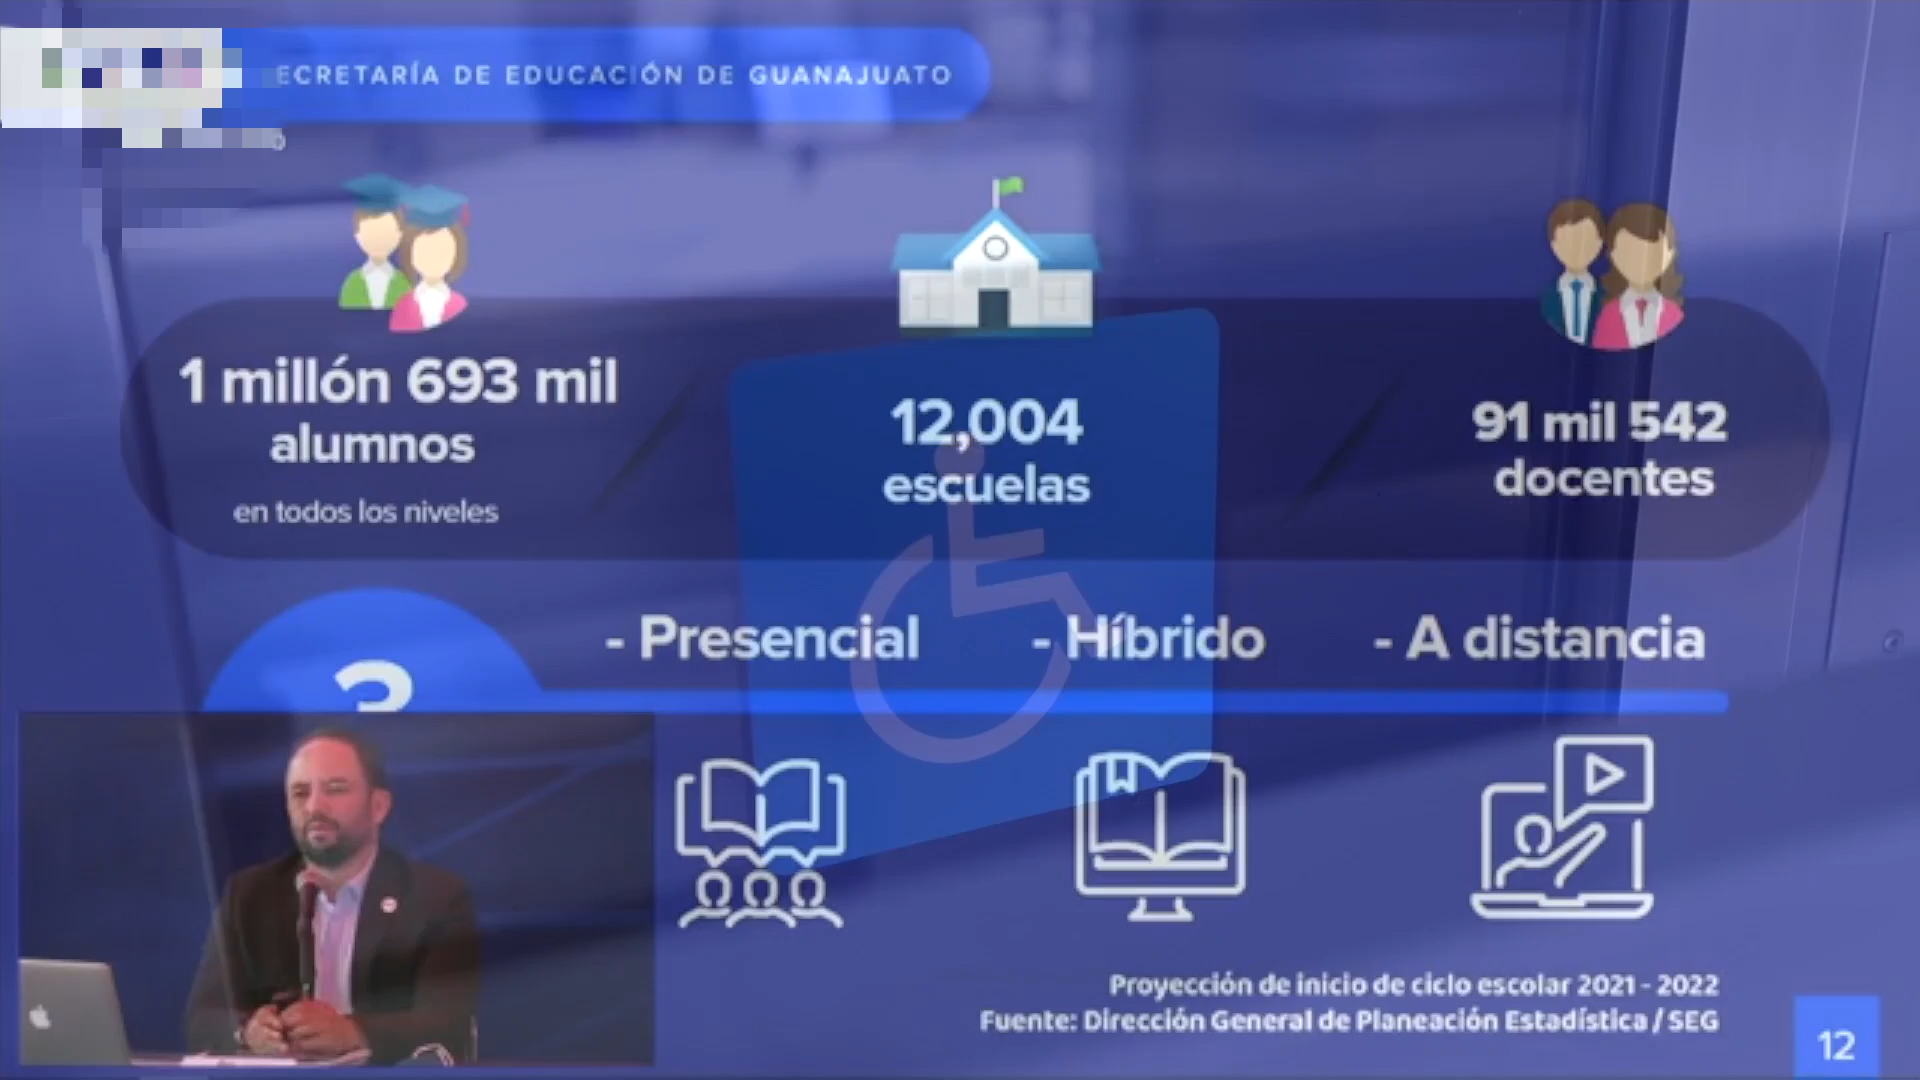 ECRETARÍA DE EDUCACIÓN DE GUANAJUATO
1 millón 693 mil
alumnos
en todos los niveles
12,004
escuelas
91 mil 542
docentes
- Presencial
- Híbrido
- A distancia
Proyección de inicio de ciclo escolar 2021 - 2022
Fuente: Dirección General de Planeación Estadística / SEG
12